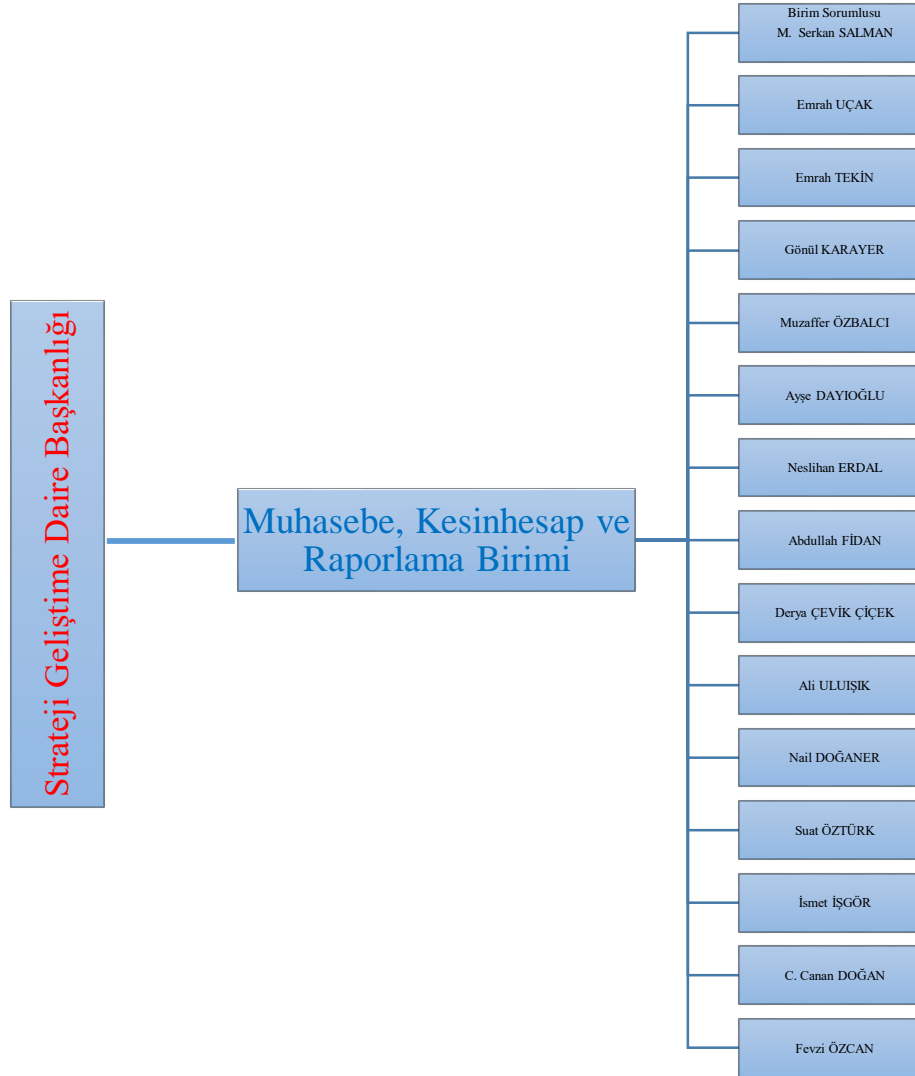 Strateji Geliştime Daire Başkanlığı
Muhasebe, Kesinhesap ve
Raporlama Birimi
Birim Sorumlusu
M. Serkan SALMAN
Emrah UÇAK
Emrah TEKİN
Gönül KARAYER
Muzaffer ÖZBALCI
Ayşe DAYIOĞLU
Neslihan ERDAL
Abdullah FİDAN
Derya ÇEVİK ÇİÇEK
Ali ULUIŞIK
Nail DOĞANER
Suat ÖZTÜRK
İsmet İŞGÖR
C. Canan DOĞAN
Fevzi ÖZCAN